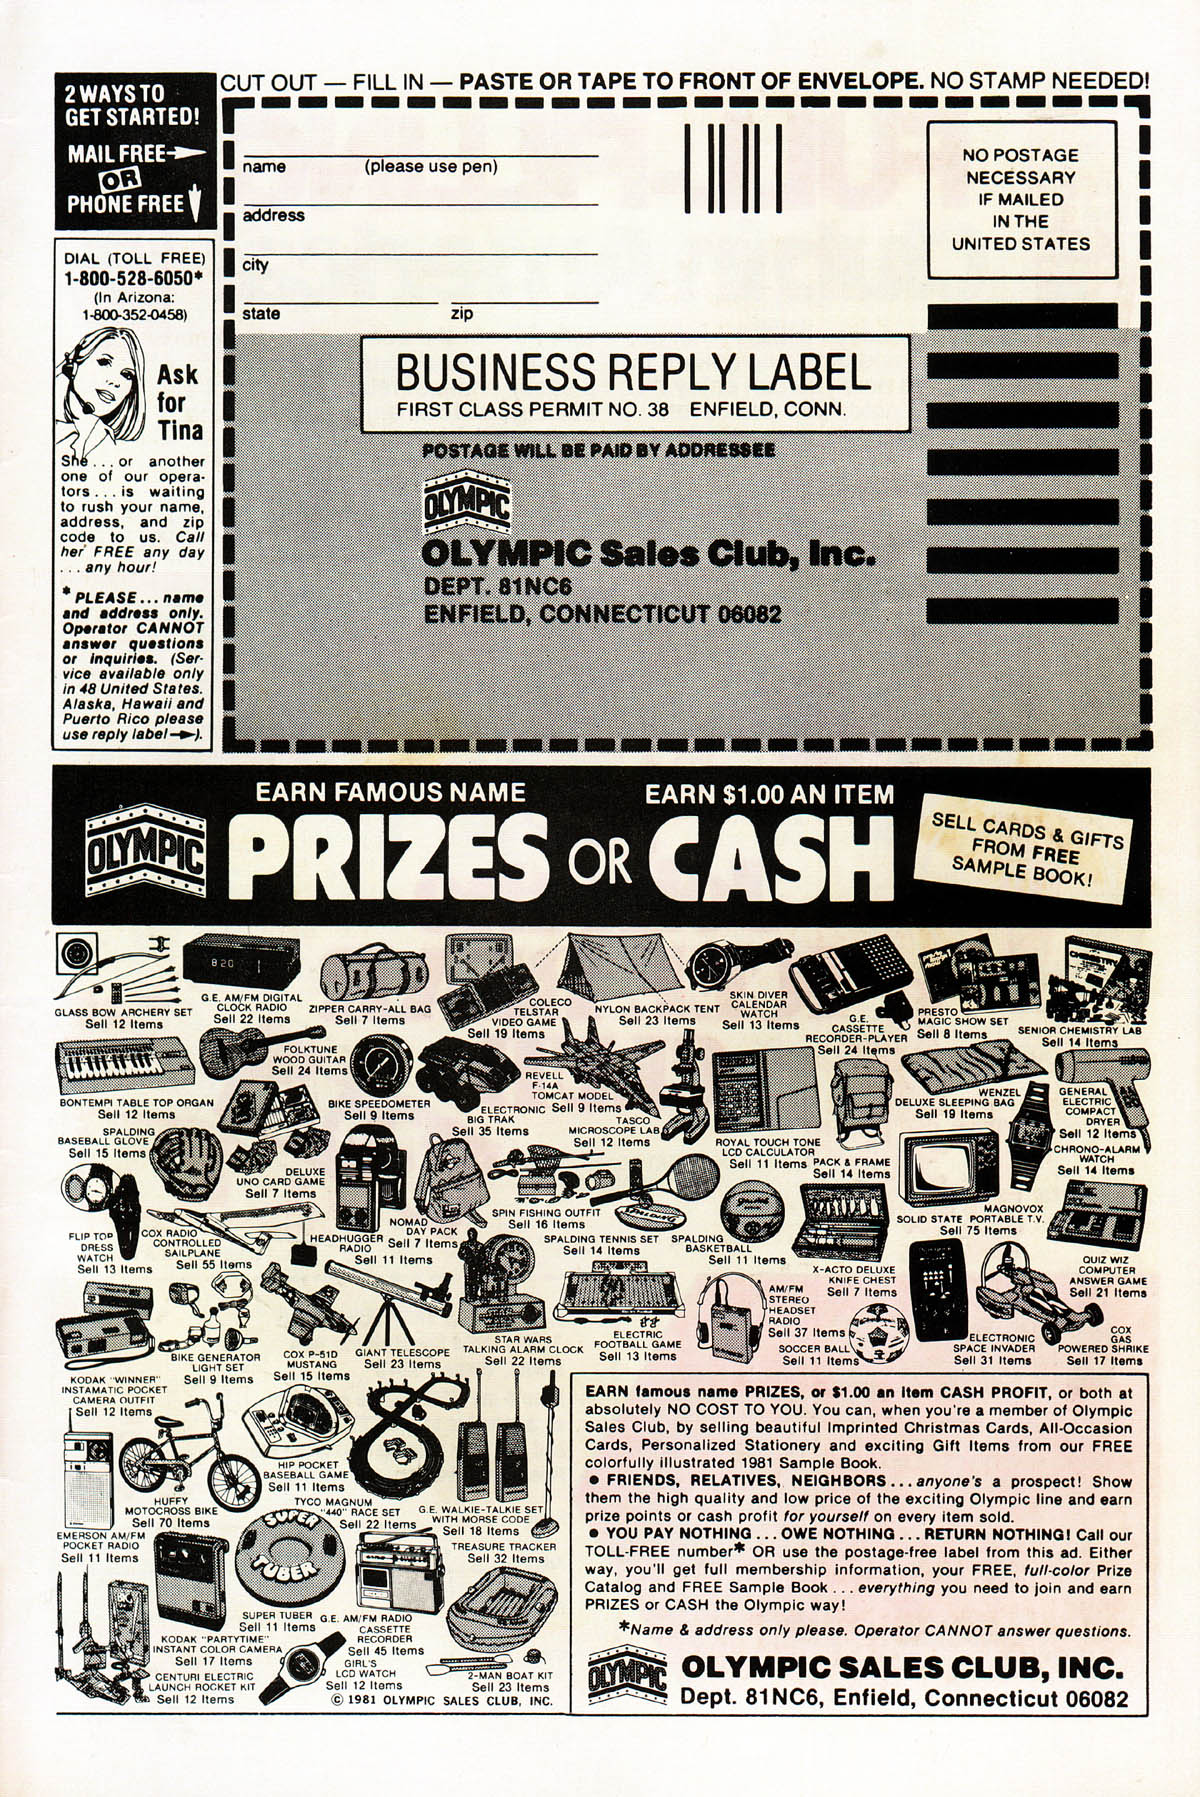 2 WAYS TO
GET STARTED!
MAIL FREE
OR
PHONE FREE
CUT OUT — FILL IN — PASTE OR TAPE TO FRONT OF ENVELOPE. NO STAMP NEEDED!
name (please use pen)
address
city
state zip
NO POSTAGE
NECESSARY
IF MAILED
IN THE
UNITED STATES
DIAL (TOLL FREE)
1-800-528-6050*
(In Arizona:
1-800-352-0458)
Ask
for
Tina
She . . . or another
one of our opera-
tors . . . is waiting
to rush your name,
address, and zip
code to us. Call
her FREE any day
. . . any hour!
* PLEASE . . . name
and address only.
Operator CANNOT
answer questions
or inquiries. (Ser-
vice available only
in 48 United States.
Alaska, Hawaii and
Puerto Rico please
use reply label ).
BUSINESS REPLY LABEL
FIRST CLASS PERMIT NO. 38 ENFIELD, CONN.
POSTAGE WILL BE PAID BY ADDRESSEE
OLYMPIC
OLYMPIC Sales Club, Inc.
DEPT. 81NC6
ENFIELD, CONNECTICUT 06082
OLYMPIC
EARN FAMOUS NAME
PRIZES OR CASH
EARN $1.00 AN ITEM
SELL CARDS & GIFTS
FROM FREE
SAMPLE BOOK!
GLASS BOW ARCHERY SET
Sell 12 Items
8 20
G.E. AM/FM DIGITAL
CLOCK RADIO
Sell 22 Items
ZIPPER CARRY-ALL BAG
Sell 7 Items
COLECO
TELSTAR
VIDEO GAME
Sell 19 Items
NYLON BACKPACK TENT
Sell 23 Items
SKIN DIVER
CALENDAR
WATCH
Sell 13 Items
G.E.
CASSETTE
RECORDER-PLAYER
Sell 24 Items
PRESTO
MAGIC SHOW SET
Sell 8 Items
CHEMISTRY
SENIOR CHEMISTRY LAB
Sell 14 Items
BONTEMPI TABLE TOP ORGAN
Sell 12 Items
FOLKTUNE
WOOD GUITAR
Sell 24 Items
BIKE SPEEDOMETER
Sell 9 Items
ELECTRONIC
BIG TRAK
Sell 35 Items
REVELL
F-14A
TOMCAT MODEL
Sell 9 Items
TASCO
MICROSCOPE LAB
Sell 12 Items
ROYAL TOUCH TONE
LCD CALCULATOR
Sell 11 Items
PACK & FRAME
Sell 14 Items
WENZEL
DELUXE SLEEPING BAG
Sell 19 Items
GENERAL
ELECTRIC
COMPACT
DRYER
Sell 12 Items
SPALDING
BASEBALL GLOVE
Sell 15 Items
DELUXE
UNO CARD GAME
Sell 7 Items
HEADHUGGER
RADIO
Sell 11 Items
NOMAD
DAY PACK
Sell 7 Items
SPIN FISHING OUTFIT
Sell 16 Items
SPALDING
SPALDING TENNIS SET
Sell 14 Items
SPALDING
BASKETBALL
Sell 11 Items
X-ACTO DELUXE
KNIFE CHEST
Sell 7 Items
MAGNOVOX
SOLID STATE PORTABLE T.V.
Sell 75 Items
CHRONO-ALARM
WATCH
Sell 14 Items
FLIP TOP
DRESS
WATCH
Sell 13 Items
COX RADIO
CONTROLLED
SAILPLANE
Sell 55 Items
QUIZ WIZ
COMPUTER
ANSWER GAME
Sell 21 Items
KODAK "WINNER"
INSTAMATIC POCKET
CAMERA OUTFIT
Sell 12 Items
BIKE GENERATOR
LIGHT SET
Sell 9 Items
COX P-51D
MUSTANG
Sell 15 Items
GIANT TELESCOPE
Sell 23 Items
STAR WARS
STAR WARS
TALKING ALARM CLOCK
Sell 22 Items
ELECTRIC
FOOTBALL GAME
Sell 13 Items
AM/FM
STEREO
HEADSET
RADIO
Sell 37 Items
SOCCER BALL
Sell 11 Items
ELECTRONIC
SPACE INVADER
Sell 31 Items
COX
GAS
POWERED SHRIKE
Sell 17 Items
EMERSON AM/FM
POCKET RADIO
Sell 11 Items
HUFFY
MOTOCROSS BIKE
Sell 70 Items
HIP POCKET
BASEBALL GAME
Sell 11 Items
TYCO MAGNUM
"440" RACE SET
Sell 22 Items
G.E. WALKIE-TALKIE SET
WITH MORSE CODE
Sell 18 Items
TREASURE TRACKER
Sell 32 Items
SUPER
TUBER
SUPER TUBER
Sell 11 Items
KODAK "PARTYTIME"
INSTANT COLOR CAMERA
Sell 17 Items
G.E. AM/FM RADIO
CASSETTE
RECORDER
Sell 45 Items
CENTURI ELECTRIC
LAUNCH ROCKET KIT
Sell 12 Items
GIRL'S
LCD WATCH
Sell 12 Items
2-MAN BOAT KIT
Sell 23 Items
© 1981 OLYMPIC SALES CLUB, INC.
EARN famous name PRIZES, or $1.00 an item CASH PROFIT, or both at
absolutely NO COST TO YOU. You can, when you're a member of Olympic
Sales Club, by selling beautiful Imprinted Christmas Cards, All-Occasion
Cards, Personalized Stationery and exciting Gift Items from our FREE
colorfully illustrated 1981 Sample Book.
● FRIENDS, RELATIVES, NEIGHBORS . . . anyone's a prospect! Show
them the high quality and low price of the exciting Olympic line and earn
prize points or cash profit for yourself on every item sold.
● YOU PAY NOTHING . . . OWE NOTHING . . . RETURN NOTHING! Call our
TOLL-FREE number* OR use the postage-free label from this ad. Either
way, you'll get full membership information, your FREE, full-color Prize
Catalog and FREE Sample Book . . . everything you need to join and earn
PRIZES or CASH the Olympic way!
*Name & address only please. Operator CANNOT answer questions.
OLYMPIC
OLYMPIC SALES CLUB, INC.
Dept. 81NC6, Enfield, Connecticut 06082